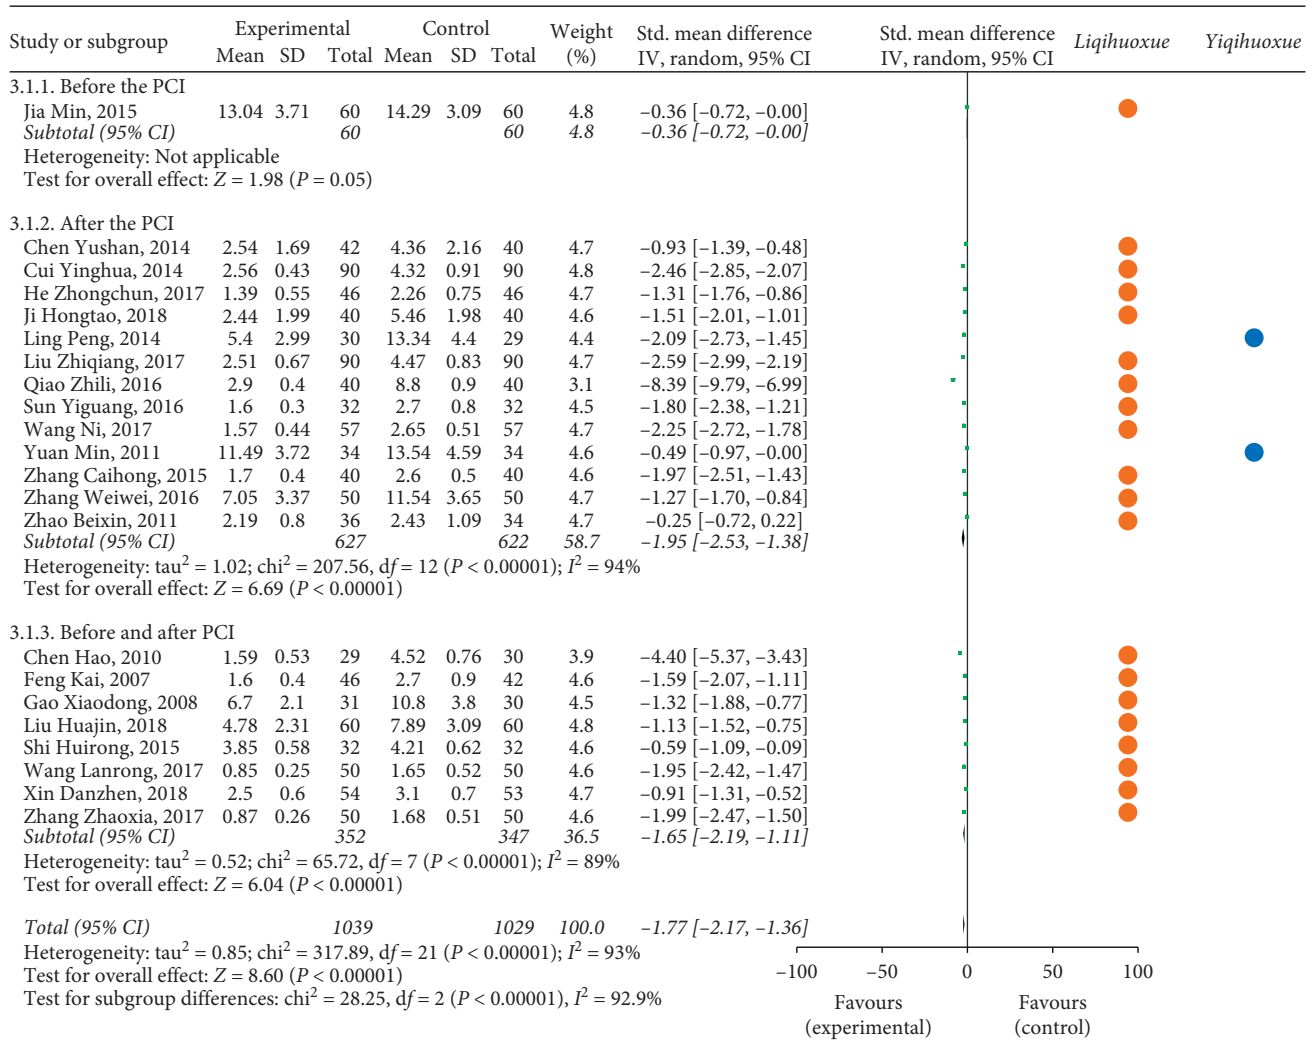 Study or subgroup Experimental Control Weight (%) Std. mean difference IV, random, 95% CI Std. mean difference IV, random, 95% CI Liqihuoxue Yiqihuoxue
Mean SD Total Mean SD Total
3.1.1. Before the PCI
Jia Min, 2015 13.04 3.71 60 14.29 3.09 60 4.8 –0.36 [–0.72, –0.00]
Subtotal (95% CI) 60 60 4.8 –0.36 [–0.72, –0.00]
Heterogeneity: Not applicable
Test for overall effect: Z = 1.98 (P = 0.05)
3.1.2. After the PCI
Chen Yushan, 2014 2.54 1.69 42 4.36 2.16 40 4.7 –0.93 [–1.39, –0.48]
Cui Yinghua, 2014 2.56 0.43 90 4.32 0.91 90 4.8 –2.46 [–2.85, –2.07]
He Zhongchun, 2017 1.39 0.55 46 2.26 0.75 46 4.7 –1.31 [–1.76, –0.86]
Ji Hongtao, 2018 2.44 1.99 40 5.46 1.98 40 4.6 –1.51 [–2.01, –1.01]
Ling Peng, 2014 5.4 2.99 30 13.34 4.4 29 4.4 –2.09 [–2.73, –1.45]
Liu Zhiqiang, 2017 2.51 0.67 90 4.47 0.83 90 4.7 –2.59 [–2.99, –2.19]
Qiao Zhili, 2016 2.9 0.4 40 8.8 0.9 40 3.1 –8.39 [–9.79, –6.99]
Sun Yiguang, 2016 1.6 0.3 32 2.7 0.8 32 4.5 –1.80 [–2.38, –1.21]
Wang Ni, 2017 1.57 0.44 57 2.65 0.51 57 4.7 –2.25 [–2.72, –1.78]
Yuan Min, 2011 11.49 3.72 34 13.54 4.59 34 4.6 –0.49 [–0.97, –0.00]
Zhang Caihong, 2015 1.7 0.4 40 2.6 0.5 40 4.6 –1.97 [–2.51, –1.43]
Zhang Weiwei, 2016 7.05 3.37 50 11.54 3.65 50 4.7 –1.27 [–1.70, –0.84]
Zhao Beixin, 2011 2.19 0.8 36 2.43 1.09 34 4.7 –0.25 [–0.72, 0.22]
Subtotal (95% CI) 627 622 58.7 –1.95 [–2.53, –1.38]
Heterogeneity: tau² = 1.02; chi² = 207.56, df = 12 (P < 0.00001); I² = 94%
Test for overall effect: Z = 6.69 (P < 0.00001)
3.1.3. Before and after PCI
Chen Hao, 2010 1.59 0.53 29 4.52 0.76 30 3.9 –4.40 [–5.37, –3.43]
Feng Kai, 2007 1.6 0.4 46 2.7 0.9 42 4.6 –1.59 [–2.07, –1.11]
Gao Xiaodong, 2008 6.7 2.1 31 10.8 3.8 30 4.5 –1.32 [–1.88, –0.77]
Liu Huajin, 2018 4.78 2.31 60 7.89 3.09 60 4.8 –1.13 [–1.52, –0.75]
Shi Huirong, 2015 3.85 0.58 32 4.21 0.62 32 4.6 –0.59 [–1.09, –0.09]
Wang Lanrong, 2017 0.85 0.25 50 1.65 0.52 50 4.6 –1.95 [–2.42, –1.47]
Xin Danzhen, 2018 2.5 0.6 54 3.1 0.7 53 4.7 –0.91 [–1.31, –0.52]
Zhang Zhaoxia, 2017 0.87 0.26 50 1.68 0.51 50 4.6 –1.99 [–2.47, –1.50]
Subtotal (95% CI) 352 347 36.5 –1.65 [–2.19, –1.11]
Heterogeneity: tau² = 0.52; chi² = 65.72, df = 7 (P < 0.00001); I² = 89%
Test for overall effect: Z = 6.04 (P < 0.00001)
Total (95% CI) 1039 1029 100.0 –1.77 [–2.17, –1.36]
Heterogeneity: tau² = 0.85; chi² = 317.89, df = 21 (P < 0.00001); I² = 93%
Test for overall effect: Z = 8.60 (P < 0.00001)
Test for subgroup differences: chi² = 28.25, df = 2 (P < 0.00001), I² = 92.9%
–100 –50 0 50 100
Favours (experimental)
Favours (control)